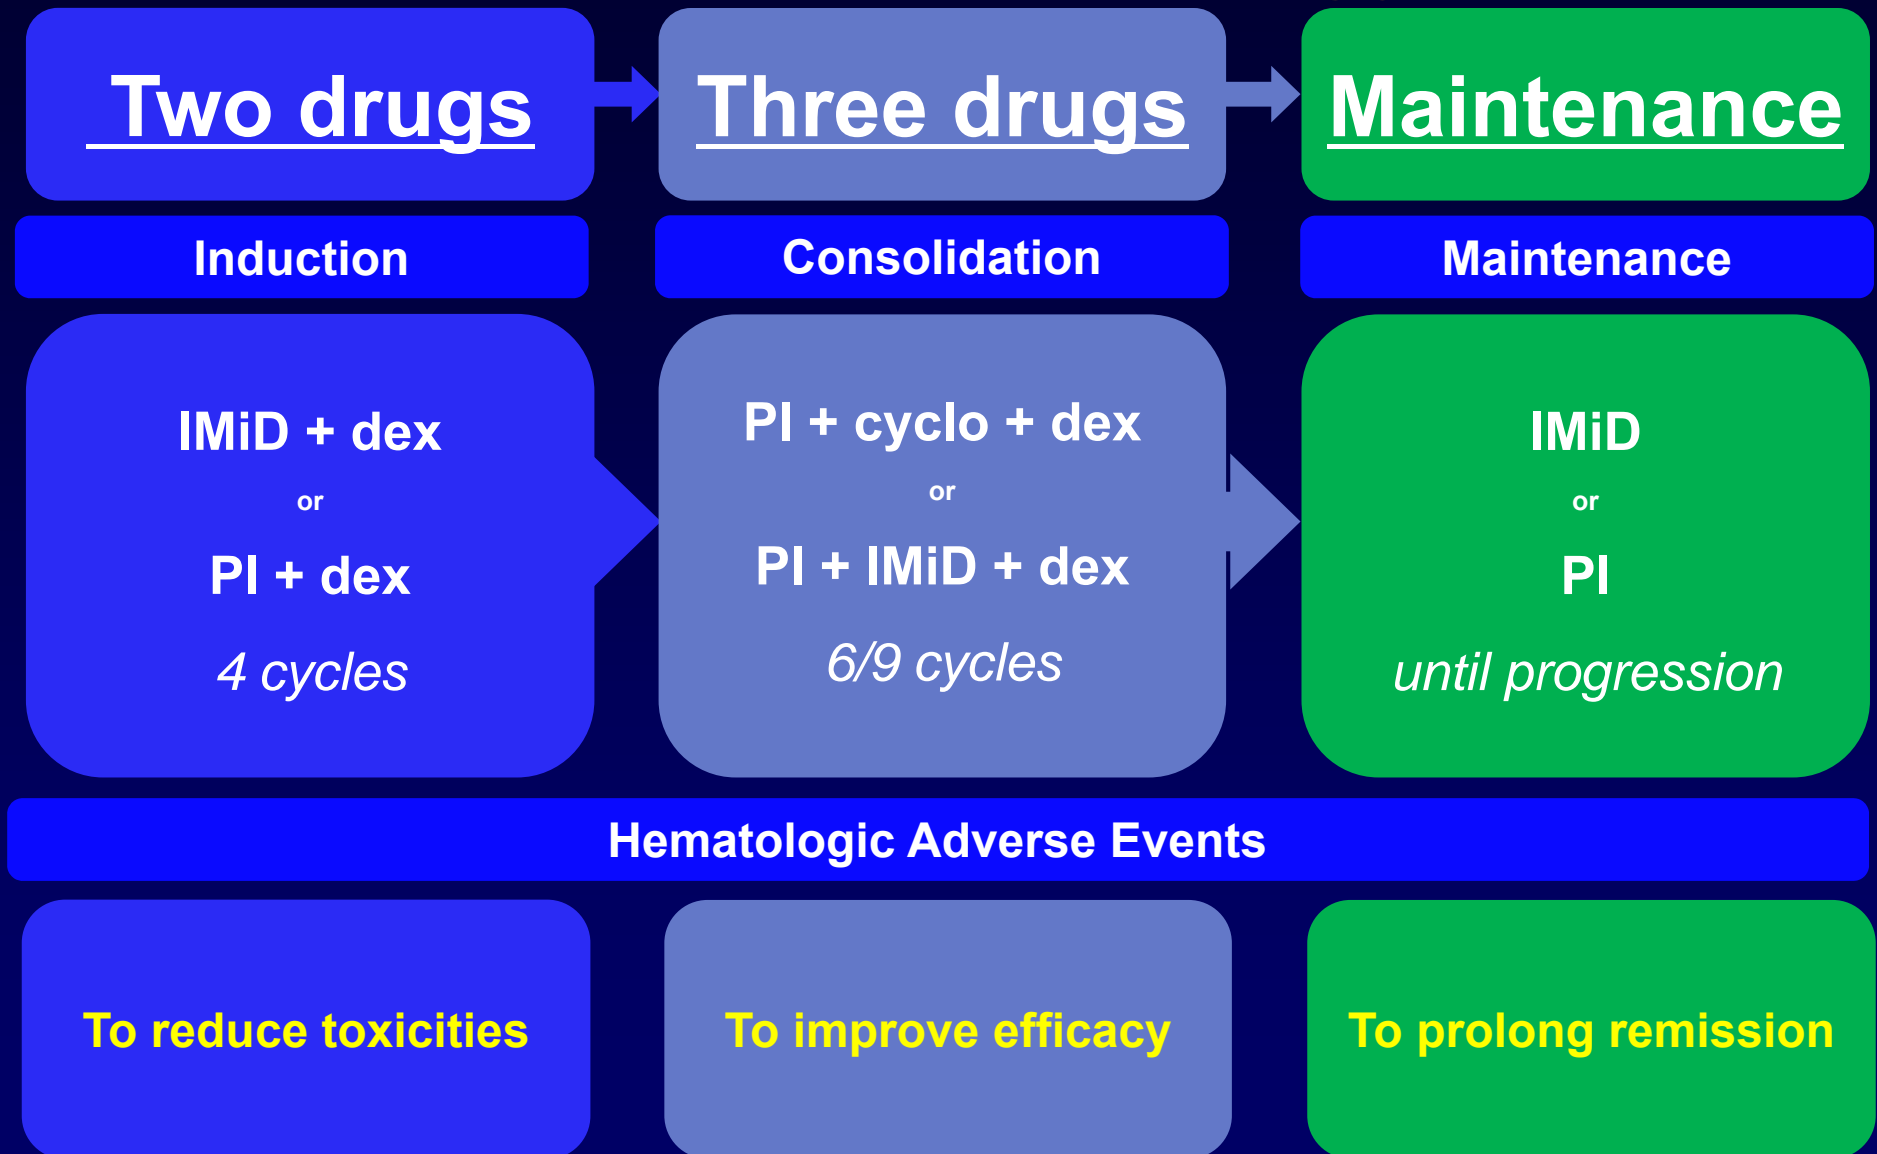 Two drugs
Three drugs
Maintenance
Induction
Consolidation
Maintenance
IMiD + dex
or
PI + dex
4 cycles
PI + cyclo + dex
or
PI + IMiD + dex
6/9 cycles
IMiD
or
PI
until progression
Hematologic Adverse Events
To reduce toxicities
To improve efficacy
To prolong remission